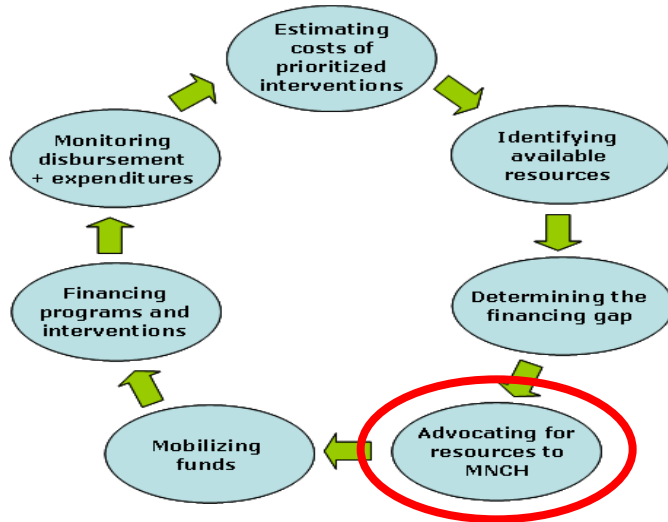 Estimating
costs of
prioritized
interventions
Identifying
available
resources
Determining the
financing gap
Advocating for
resources to
MNCH
Mobilizing
funds
Financing
programs and
interventions
Monitoring
disbursement
+ expenditures